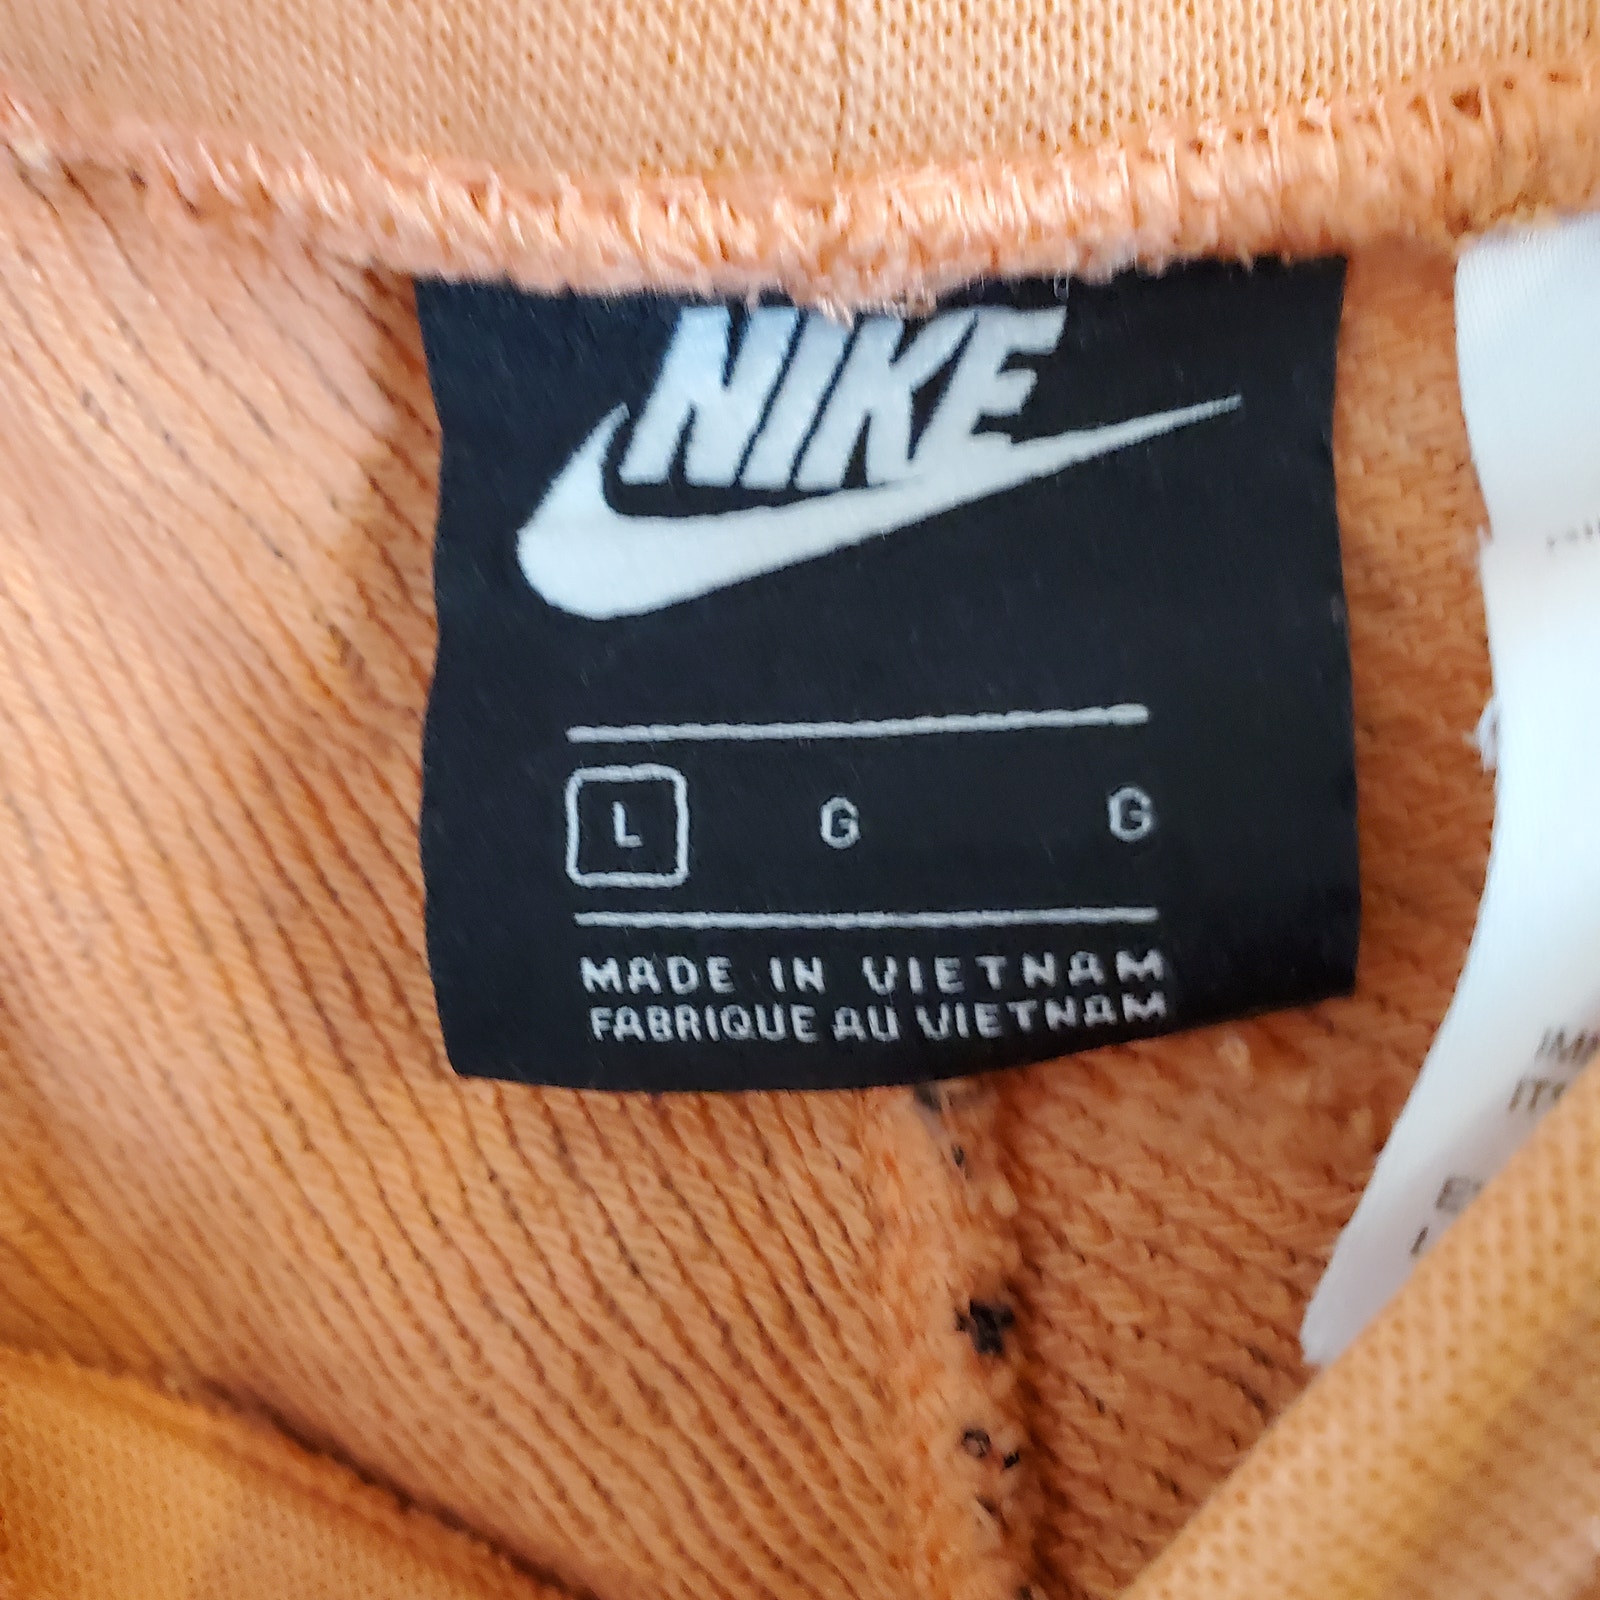 NIKE
L G G
MADE IN VIETNAM
FABRIQUE AU VIETNAM